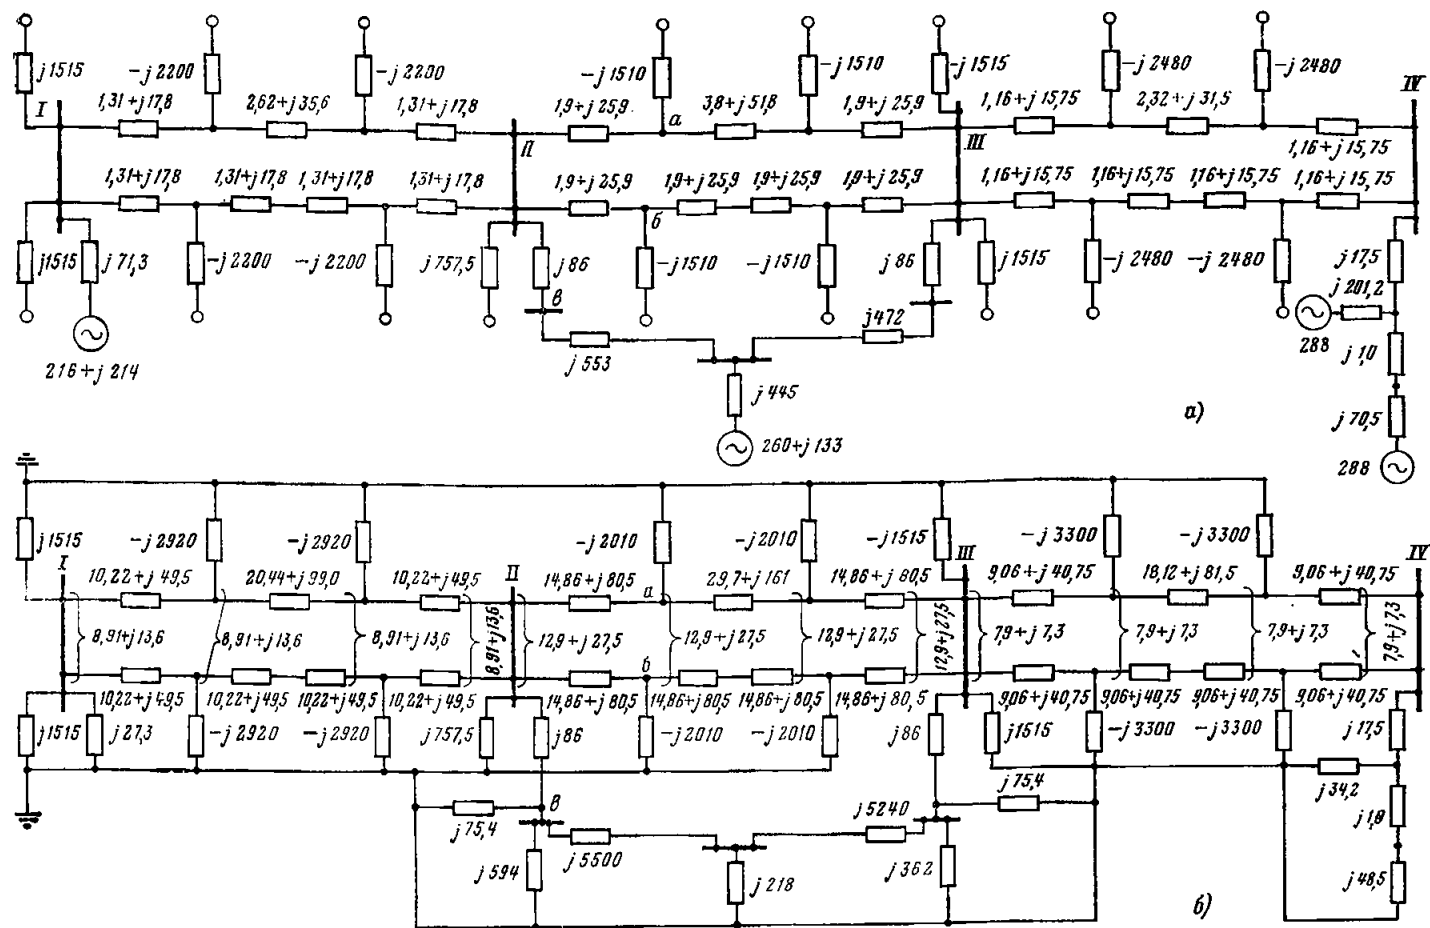 j1515 -j2200 -j2200 -j1510 -j1510 -j1515 -j2480 -j2480
I 1,31+j17,8 2,62+j35,6 1,31+j17,8 1,9+j25,9 а 3,8+j51,8 1,9+j25,9 1,16+j15,75 2,32+j31,5 IV
II III 1,16+j15,75
1,31+j17,8 1,31+j17,8 1,31+j17,8 1,31+j17,8 1,9+j25,9 1,9+j25,9 1,9+j25,9 1,9+j25,9 1,16+j15,75 1,16+j15,75 1,16+j15,75 1,16+j15,75
б
j1515 j71,3 -j2200 -j2200 j757,5 j86 -j1510 -j1510 j86 j1515 -j2480 -j2480 j17,5
j201,2
в j472
j553 288 j1,0
216+j214
j445 j70,5
а)
260+j133 288
j1515 -j2920 -j2920 -j2010 -j2010 -j1515 -j3300 -j3300
I II III IV
10,22+j49,5 20,44+j99,0 10,22+j49,5 14,86+j80,5 а 29,7+j161 14,86+j80,5 9,06+j40,75 18,12+j81,5 9,06+j40,75
8,91+j13,6 8,91+j13,6 8,91+j13,6 8,91+j13,6 12,9+j27,5 12,9+j27,5 12,9+j27,5 12,9+j27,5 7,9+j7,3 7,9+j7,3 7,9+j7,3 7,9+j7,3
б
10,22+j49,5 10,22+j49,5 10,22+j49,5 10,22+j49,5 14,86+j80,5 14,86+j80,5 14,86+j80,5 14,86+j80,5 9,06+j40,75 9,06+j40,75 9,06+j40,75 9,06+j40,75
j1515 j27,3 -j2920 -j2920 j757,5 j86 -j2010 -j2010 j86 j1515 -j3300 -j3300 j17,5
j75,4 j34,2
в j5240
j75,4 j1,0
j5500
j594 j218 j362 j48,5
б)